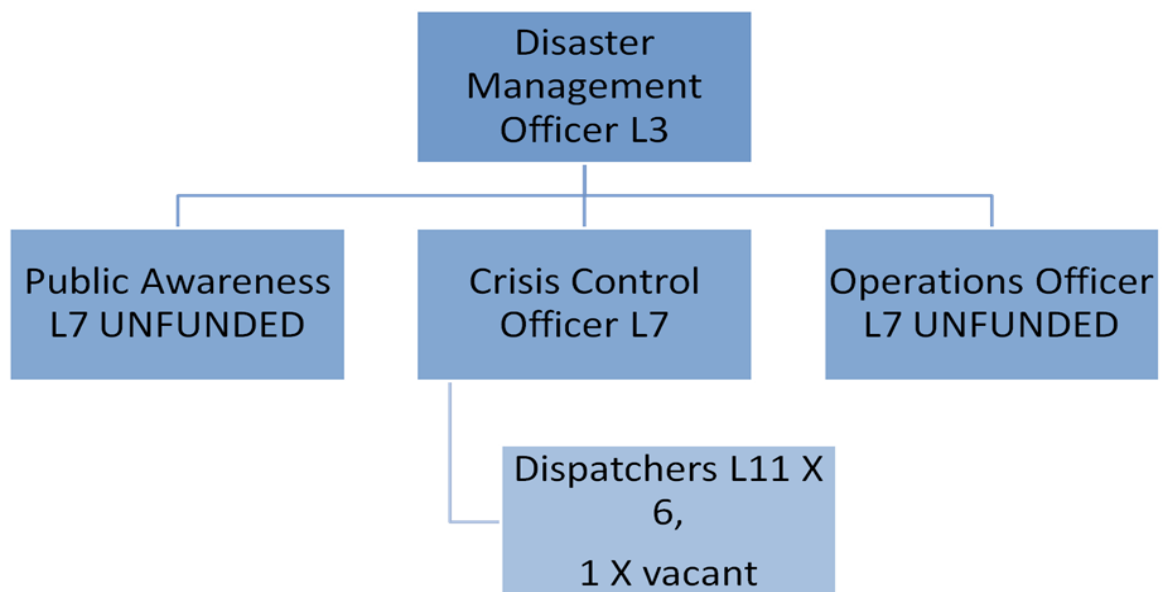 Disaster
Management
Officer L3
Public Awareness
L7 UNFUNDED
Crisis Control
Officer L7
Operations Officer
L7 UNFUNDED
Dispatchers L11 X
6,
1 X vacant